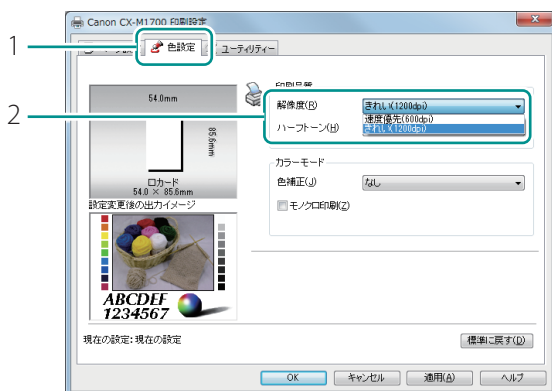 Canon CX-M1700 印刷設定
1
色設定
ユーティリティー
印刷品質
54.0mm
85.6mm
ロカード
54.0 × 85.6mm
2
解像度(R)
きれい(1200dpi)
速度優先(600dpi)
きれい(1200dpi)
ハーフトーン(H)
カラーモード
色補正(J)
なし
モノクロ印刷(Z)
設定変更後の出力イメージ
ABCDEF
1234567
現在の設定: 現在の設定
標準に戻す(D)
OK
キャンセル
適用(A)
ヘルプ